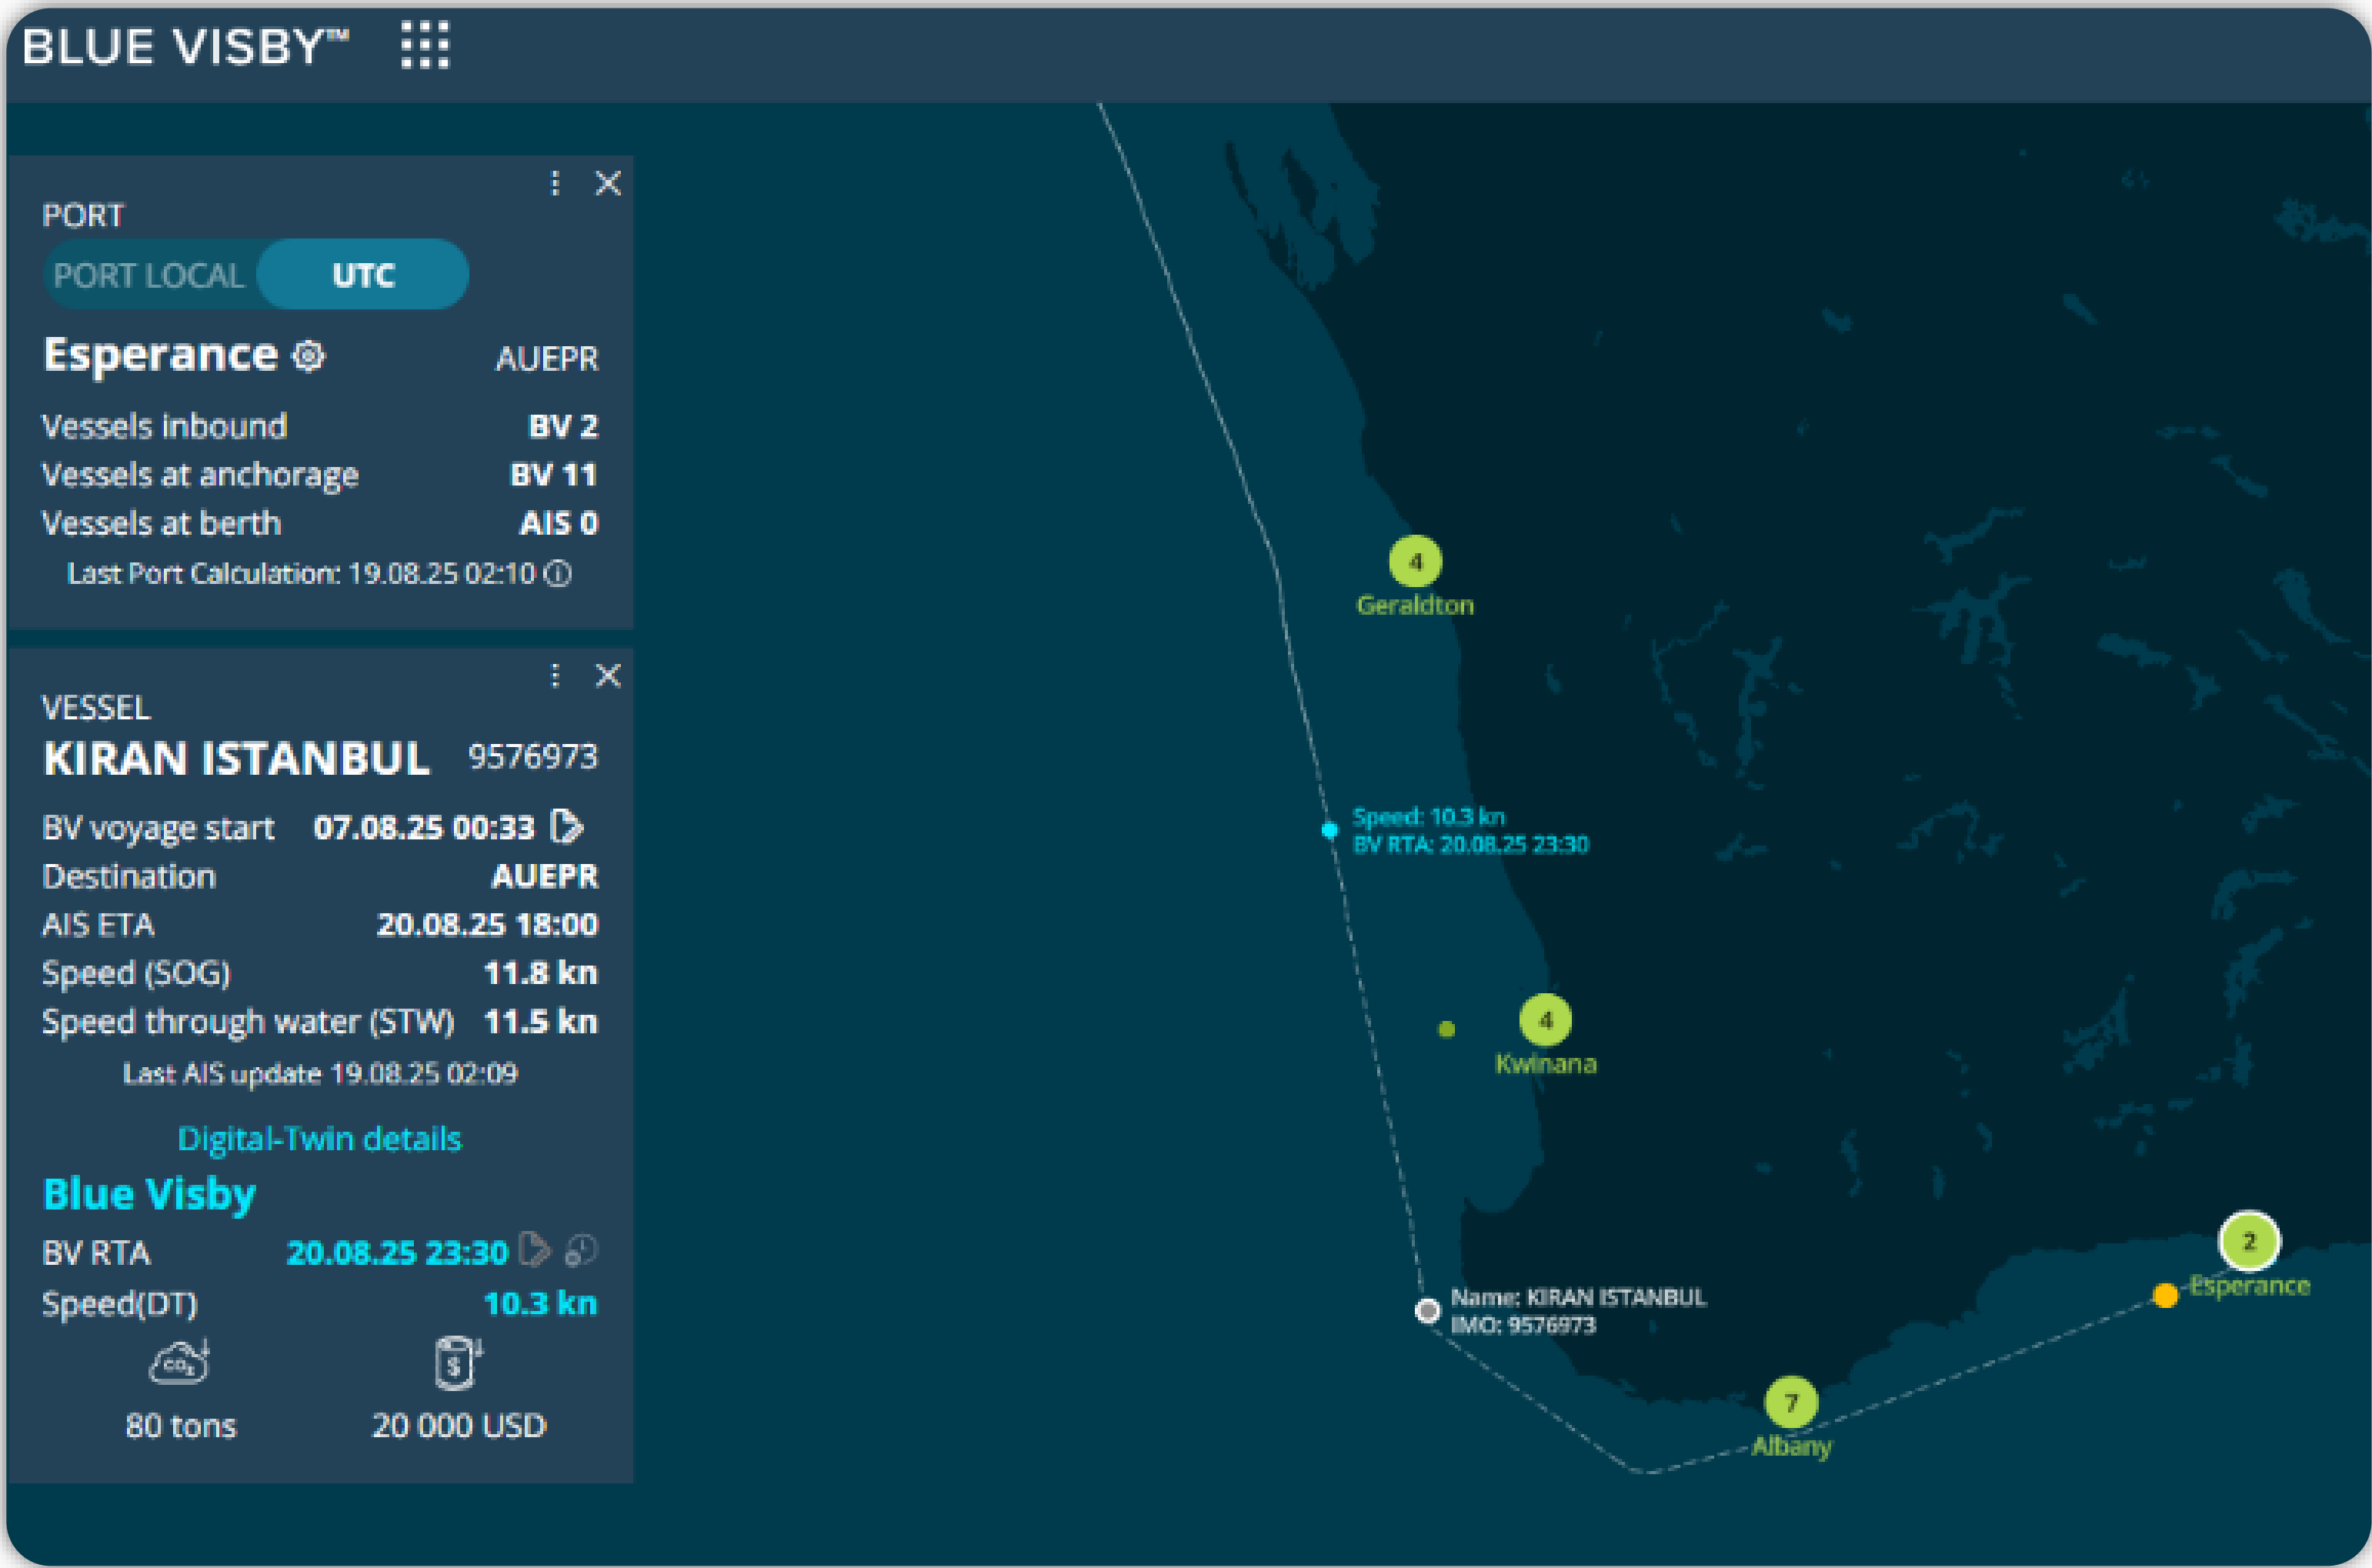 BLUE VISBY™
PORT
PORT LOCAL UTC
Esperance AUEPR
Vessels inbound BV 2
Vessels at anchorage BV 11
Vessels at berth AIS 0
Last Port Calculation: 19.08.25 02:10
VESSEL
KIRAN ISTANBUL 9576973
BV voyage start 07.08.25 00:33
Destination AUEPR
AIS ETA 20.08.25 18:00
Speed (SOG) 11.8 kn
Speed through water (STW) 11.5 kn
Last AIS update 19.08.25 02:09
Digital-Twin details
Blue Visby
BV RTA 20.08.25 23:30
Speed(DT) 10.3 kn
CO₂ $
80 tons 20 000 USD
4
Geraldton
Speed: 10.3 kn
BV RTA: 20.08.25 23:30
4
Kwinana
2
Esperance
Name: KIRAN ISTANBUL
IMO: 9576973
7
Albany